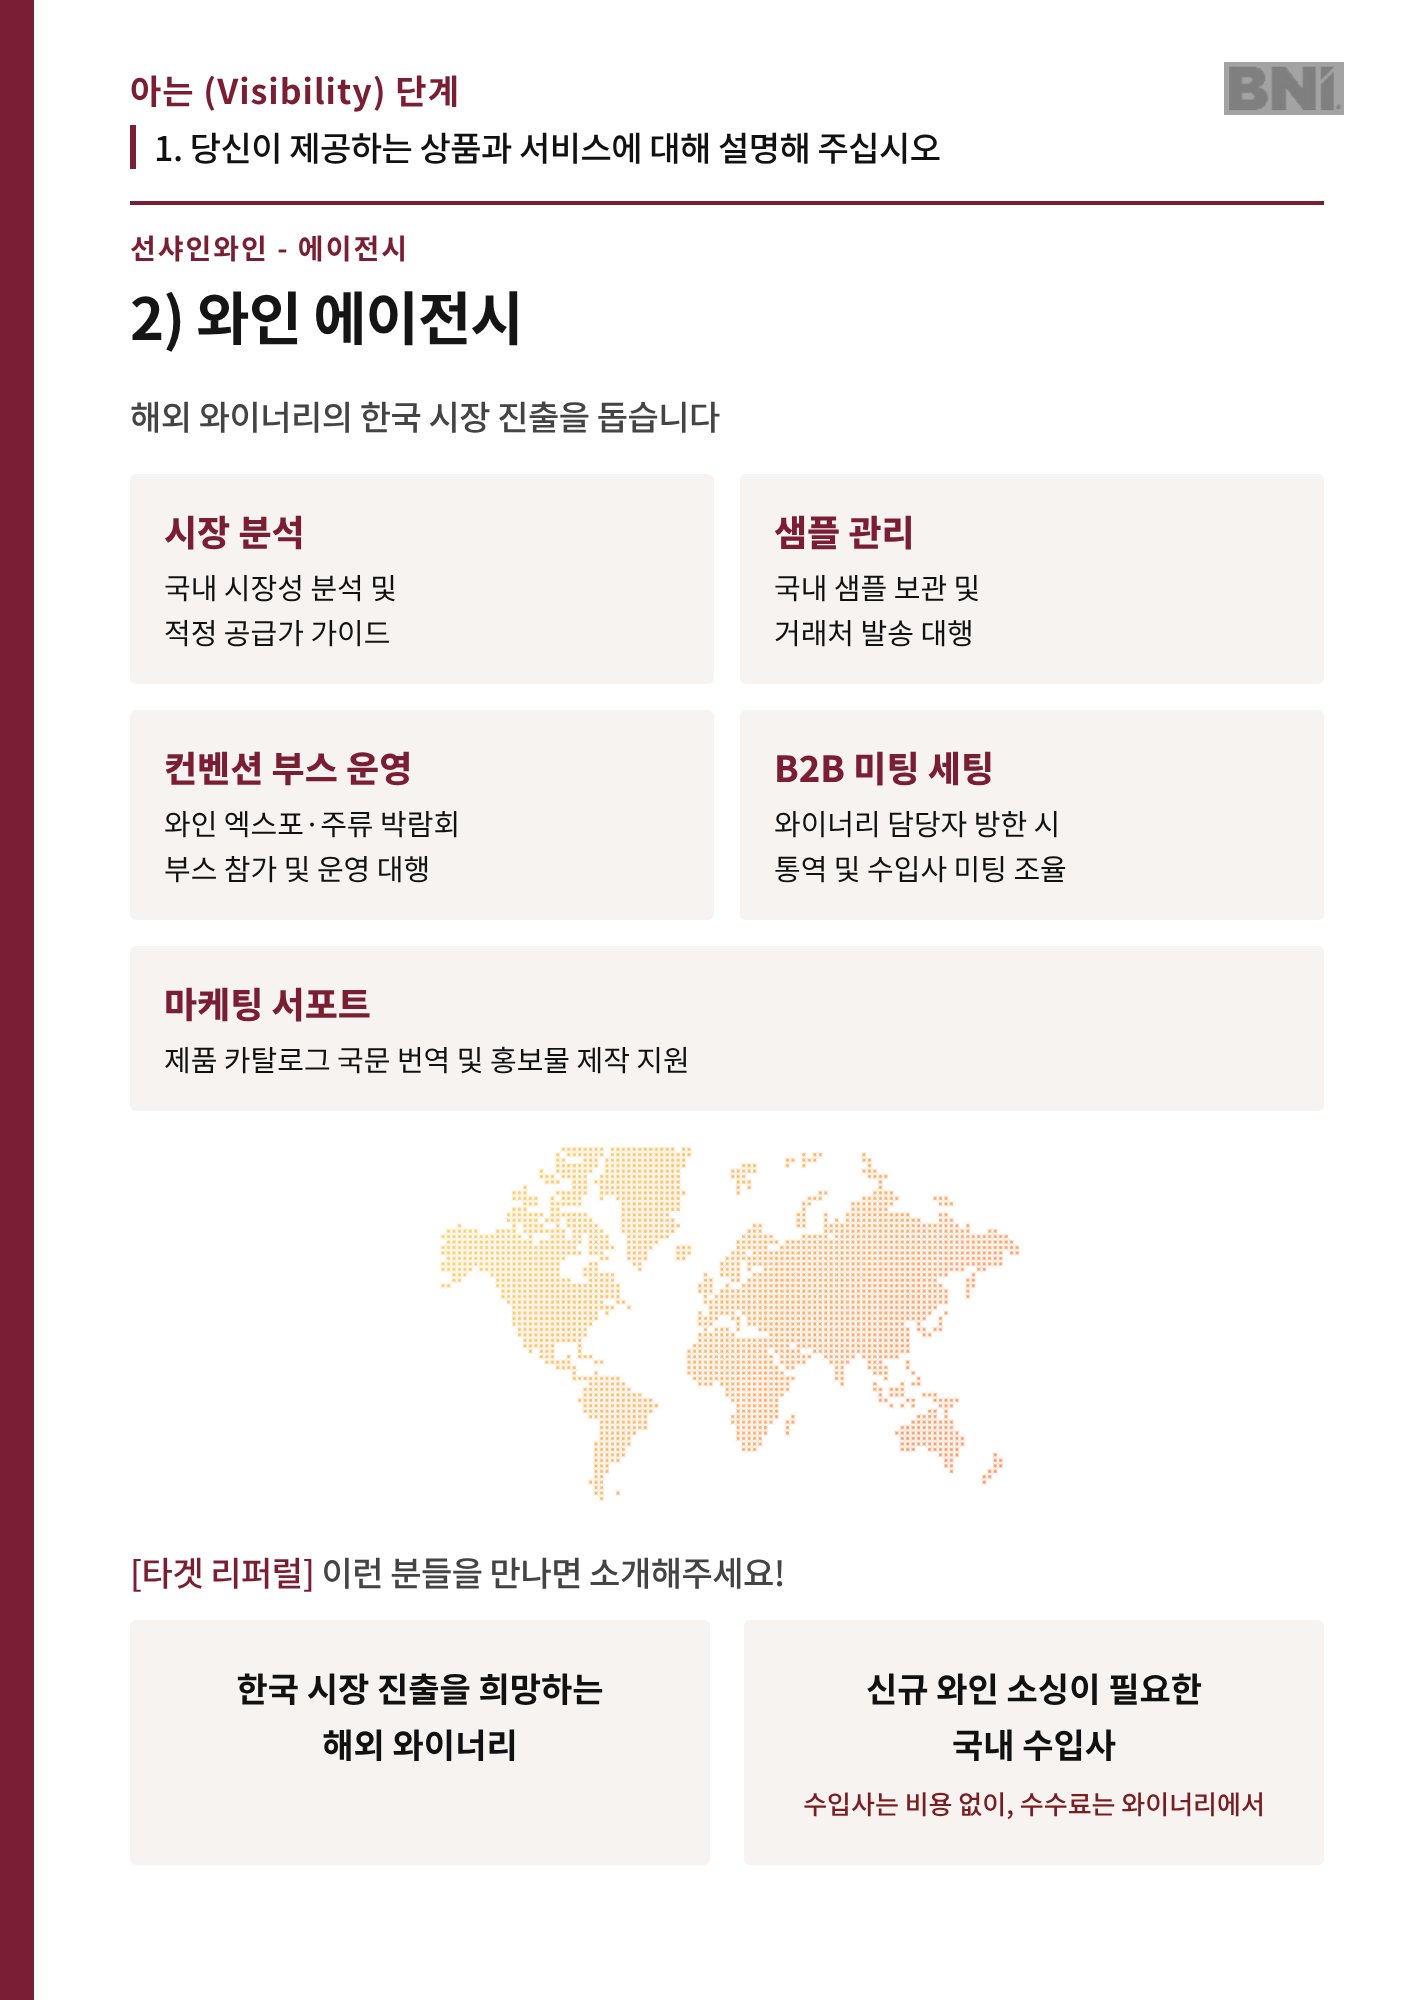 아는 (Visibility) 단계
BNI
1. 당신이 제공하는 상품과 서비스에 대해 설명해 주십시오
선샤인와인 - 에이전시
2) 와인 에이전시
해외 와이너리의 한국 시장 진출을 돕습니다
시장 분석
국내 시장성 분석 및
적정 공급가 가이드
샘플 관리
국내 샘플 보관 및
거래처 발송 대행
컨벤션 부스 운영
와인 엑스포·주류 박람회
부스 참가 및 운영 대행
B2B 미팅 세팅
와이너리 담당자 방한 시
통역 및 수입사 미팅 조율
마케팅 서포트
제품 카탈로그 국문 번역 및 홍보물 제작 지원
[타겟 리퍼럴] 이런 분들을 만나면 소개해주세요!
한국 시장 진출을 희망하는
해외 와이너리
신규 와인 소싱이 필요한
국내 수입사
수입사는 비용 없이, 수수료는 와이너리에서